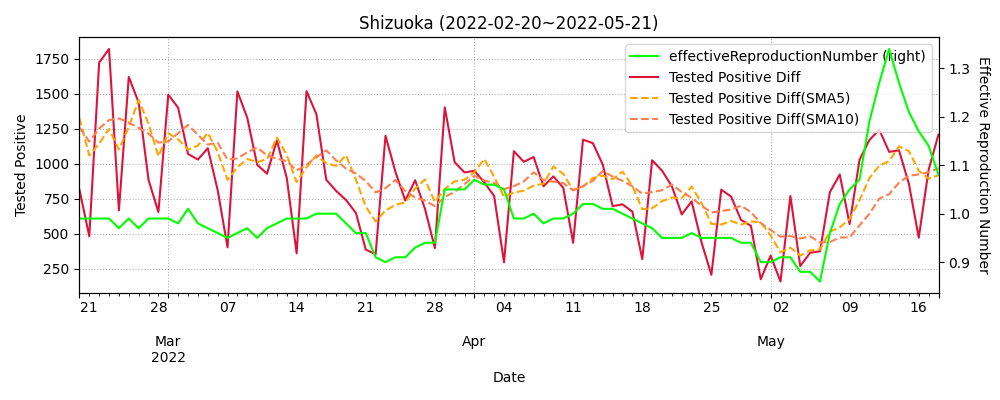 Shizuoka (2022-02-20~2022-05-21)
effectiveReproductionNumber (right)
Tested Positive Diff
Tested Positive Diff(SMA5)
Tested Positive Diff(SMA10)
Tested Positive
1750
1500
1250
1000
750
500
250
1.3
1.2
1.1
1.0
0.9
Effective Reproduction Number
21 28 07 14 21 28 04 11 18 25 02 09 16
Mar Apr May
2022
Date